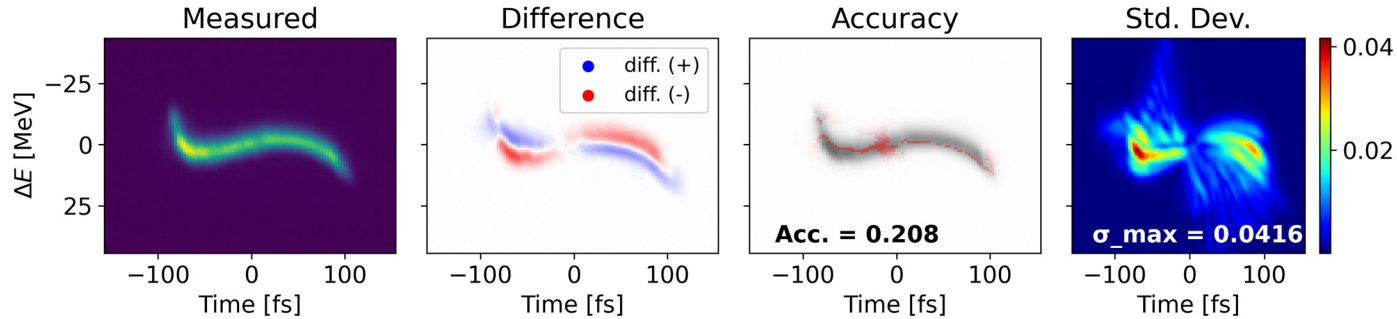 Measured
Difference
Accuracy
Std. Dev.
ΔE [MeV]
−25
0
25
diff. (+)
diff. (-)
Acc. = 0.208
σ_max = 0.0416
0.04
0.02
−100 0 100
−100 0 100
−100 0 100
−100 0 100
Time [fs]
Time [fs]
Time [fs]
Time [fs]